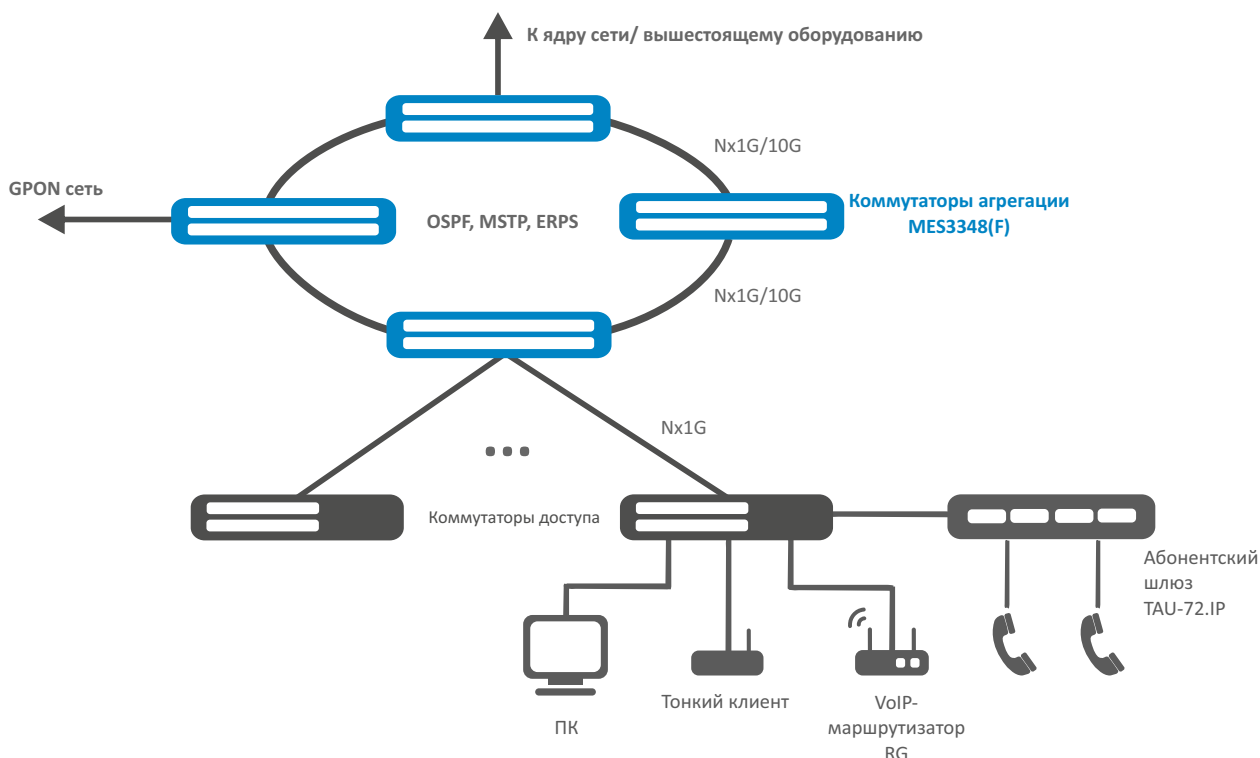 К ядру сети/ вышестоящему оборудованию
Nx1G/10G
GPON сеть
OSPF, MSTP, ERPS
Коммутаторы агрегации
MES3348(F)
Nx1G/10G
Nx1G
Коммутаторы доступа
Абонентский
шлюз
TAU-72.IP
ПК
Тонкий клиент
VoIP-
маршрутизатор
RG